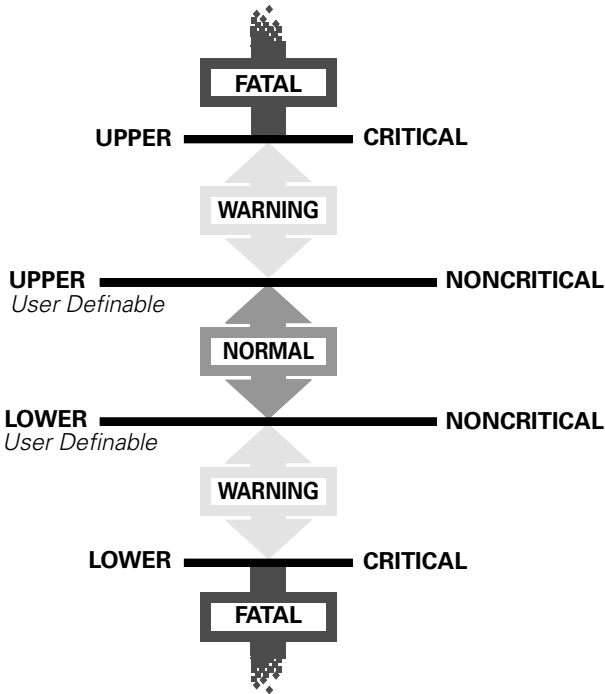 FATAL
UPPER CRITICAL
WARNING
UPPER NONCRITICAL
User Definable
NORMAL
LOWER NONCRITICAL
User Definable
WARNING
LOWER CRITICAL
FATAL